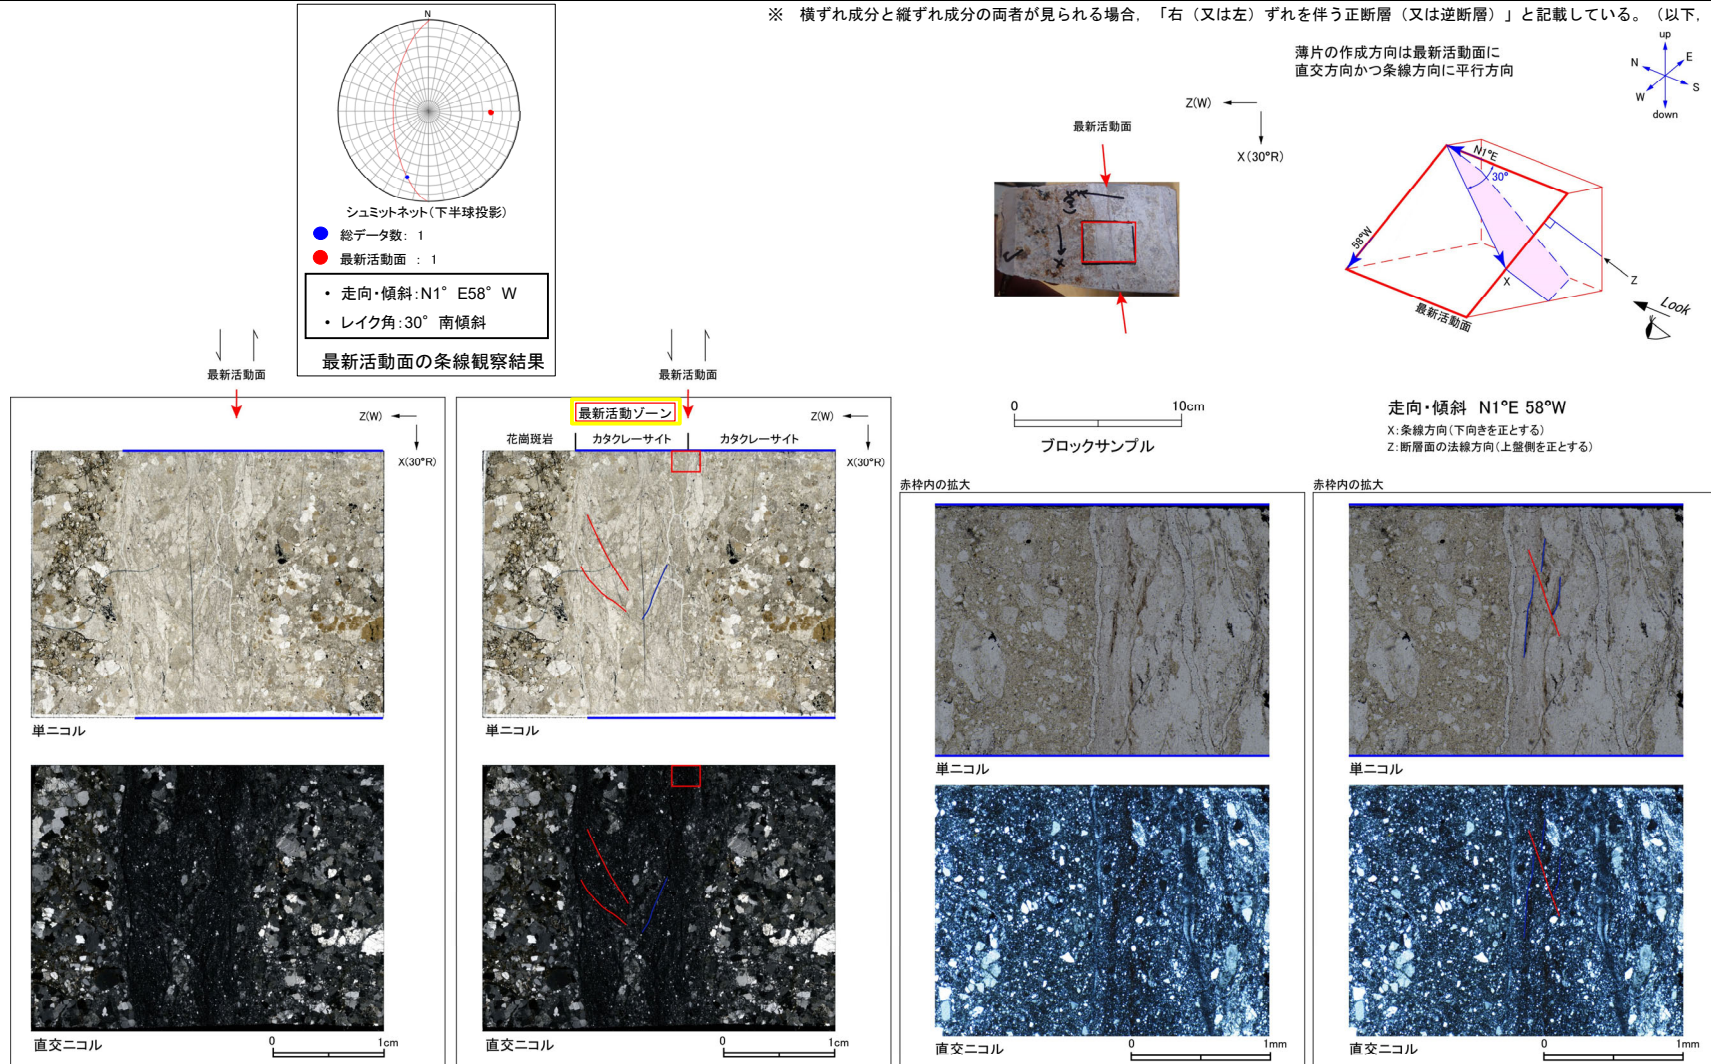 ※ 横ずれ成分と縦ずれ成分の両者が見られる場合，「右（又は左）ずれを伴う正断層（又は逆断層）」と記載している。（以下，
N
シュミットネット(下半球投影)
総データ数: 1
最新活動面 : 1
・ 走向・傾斜:N1° E58° W
・ レイク角:30° 南傾斜
最新活動面の条線観察結果
薄片の作成方向は最新活動面に
直交方向かつ条線方向に平行方向
up
N
E
W
S
down
Z(W)
X(30°R)
最新活動面
N1°E
30°
58°W
X
Z
最新活動面
Look
0 10cm
ブロックサンプル
走向・傾斜 N1°E 58°W
X:条線方向(下向きを正とする)
Z:断層面の法線方向(上盤側を正とする)
最新活動面
Z(W)
X(30°R)
単ニコル
直交ニコル
0 1cm
最新活動面
最新活動ゾーン
Z(W)
X(30°R)
花崗斑岩 カタクレーサイト カタクレーサイト
単ニコル
直交ニコル
0 1cm
赤枠内の拡大
単ニコル
直交ニコル
0 1mm
赤枠内の拡大
単ニコル
直交ニコル
0 1mm